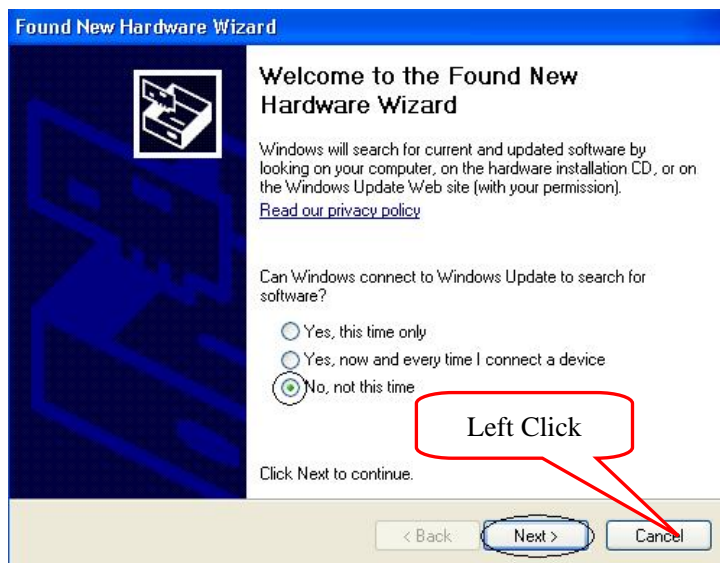 Found New Hardware Wizard
Welcome to the Found New
Hardware Wizard
Windows will search for current and updated software by
looking on your computer, on the hardware installation CD, or on
the Windows Update Web site (with your permission).
Read our privacy policy
Can Windows connect to Windows Update to search for
software?
Yes, this time only
Yes, now and every time I connect a device
No, not this time
Left Click
Click Next to continue.
< Back
Next >
Cancel